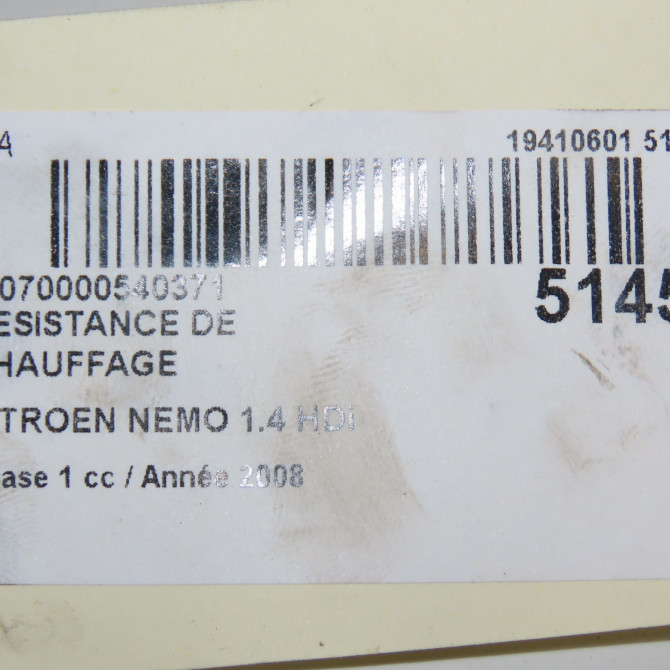 4 19410601 51
070000540371 5145
ESiSTANCE DE
HAUFFAGE
TROEN NEMO 1.4 HDi
ase 1 cc / Année 2008